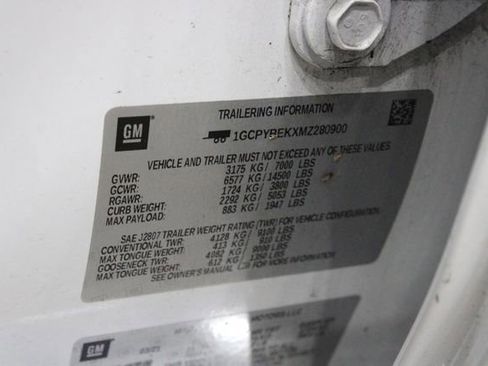 TRAILERING INFORMATION
GM
1GCPYBEKXMZ280900
VEHICLE AND TRAILER MUST NOT EXCEED ANY OF THESE VALUES
GVWR: 3175 KG/ 7000 LBS
GCWR: 6577 KG/14500 LBS
RGAWR: 1724 KG/ 3800 LBS
CURB WEIGHT: 2292 KG/ 5053 LBS
MAX PAYLOAD: 883 KG/ 1947 LBS
SAE J2807 TRAILER WEIGHT RATING (TWR) FOR VEHICLE CONFIGURATION
CONVENTIONAL TWR: 4128 KG/ 9100 LBS
MAX TONGUE WEIGHT: 413 KG/ 910 LBS
GOOSENECK TWR: 4082 KG/ 9000 LBS
MAX TONGUE WEIGHT: 612 KG/ 1350 LBS
SEE OWNER'S MANUAL FOR MORE INFORMATION
GM
MOTORS LLC